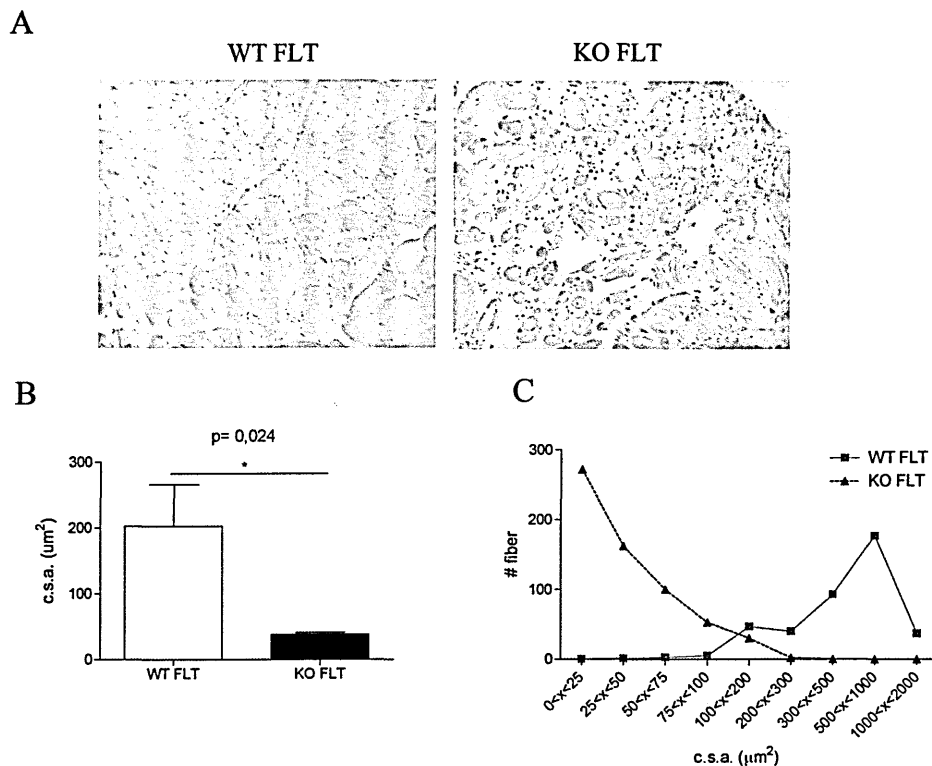 A
WT FLT
KO FLT
B
p= 0,024
*
300
200
100
0
c.s.a. (um²)
WT FLT
KO FLT
C
WT FLT
KO FLT
300
200
100
0
# fiber
0<x<25
25<x<50
50<x<75
75<x<100
100<x<200
200<x<300
300<x<500
500<x<1000
1000<x<2000
c.s.a. (μm²)